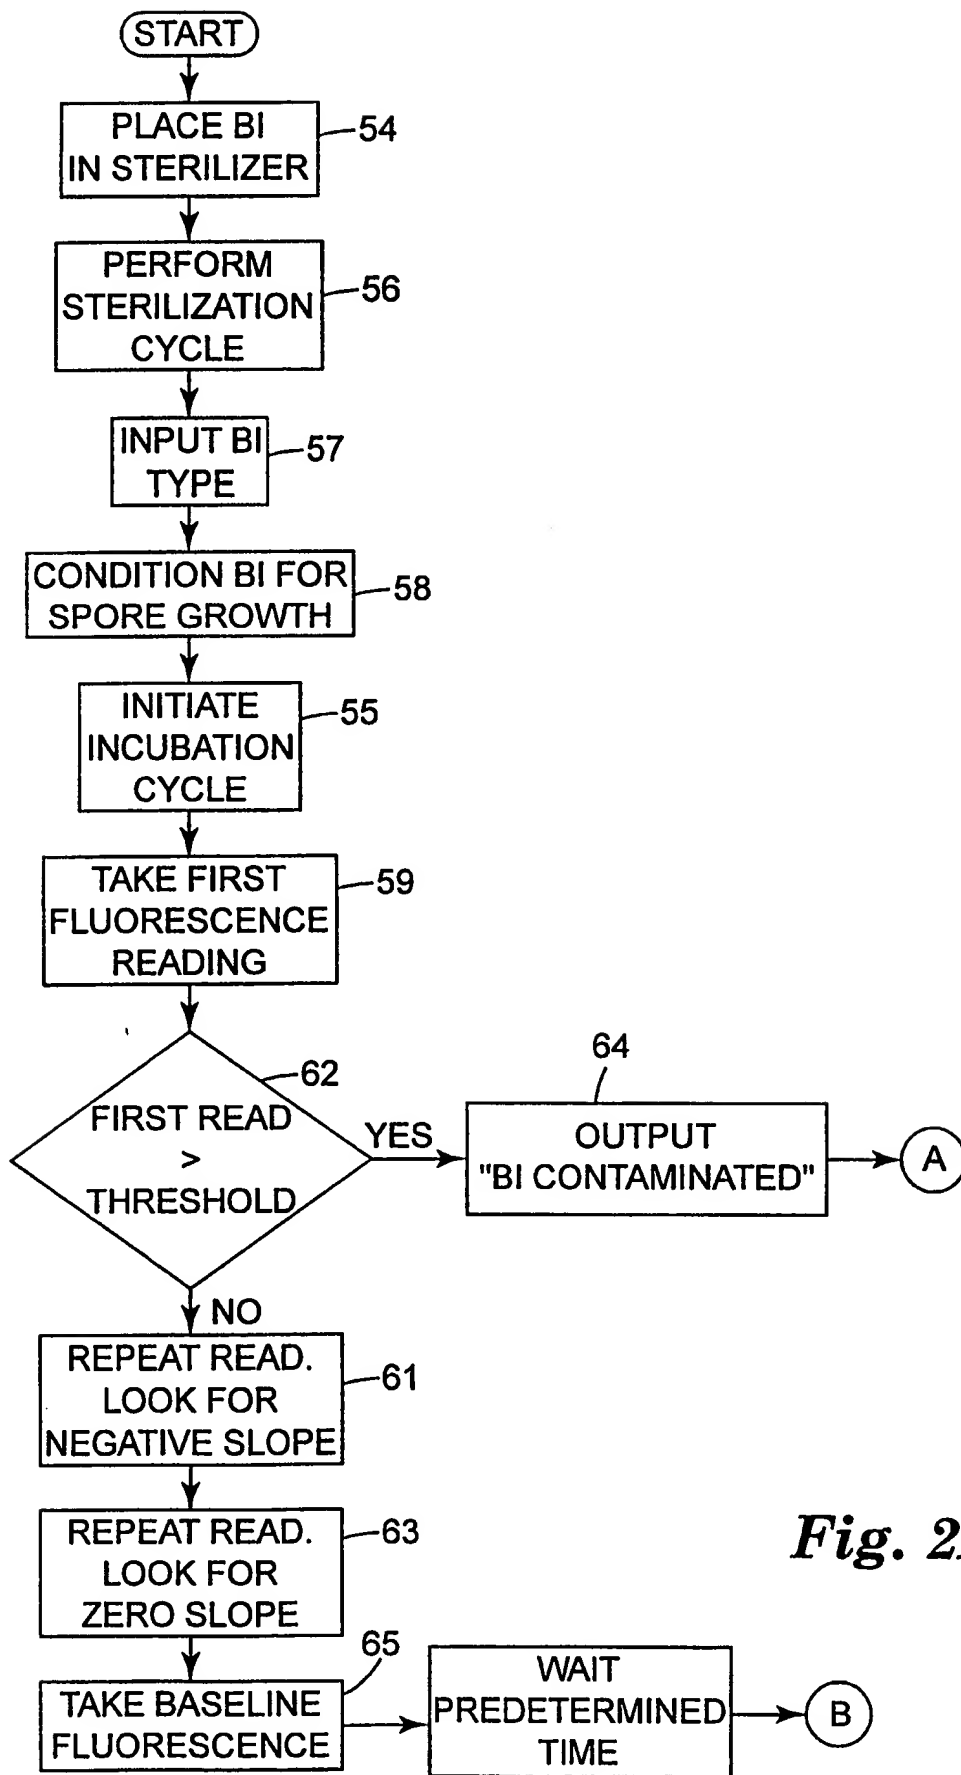 START
PLACE BI
IN STERILIZER
54
PERFORM
STERILIZATION
CYCLE
56
INPUT BI
TYPE
57
CONDITION BI FOR
SPORE GROWTH
58
INITIATE
INCUBATION
CYCLE
55
TAKE FIRST
FLUORESCENCE
READING
59
FIRST READ
>
THRESHOLD
62
YES
OUTPUT
"BI CONTAMINATED"
64
A
NO
REPEAT READ.
LOOK FOR
NEGATIVE SLOPE
61
REPEAT READ.
LOOK FOR
ZERO SLOPE
63
Fig. 2
TAKE BASELINE
FLUORESCENCE
65
WAIT
PREDETERMINED
TIME
B